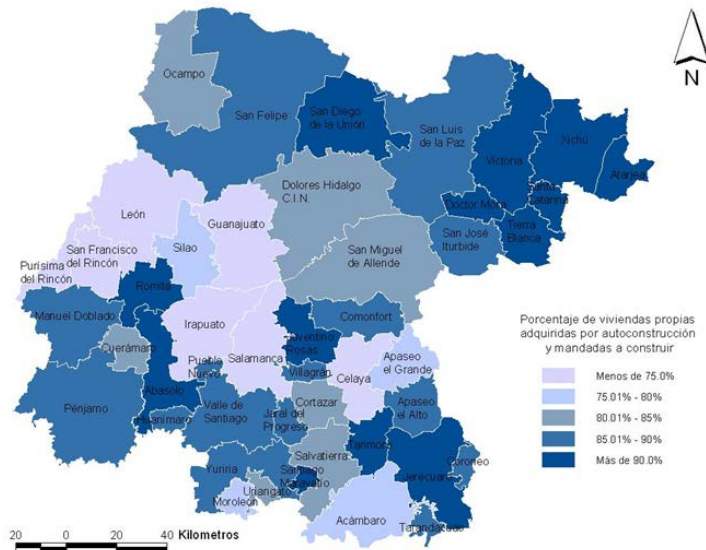 N
Ocampo
San Felipe
San Diego
de la Unión
San Luis
de la Paz
Victoria
Xichú
Atarjea
Santa
Catarina
Doctor Mora
Tierra
Blanca
San José
Iturbide
Dolores Hidalgo
C.I.N.
San Miguel
de Allende
León
Guanajuato
Silao
San Francisco
del Rincón
Purísima
del Rincón
Romita
Manuel Doblado
Irapuato
Salamanca
Juventino
Rosas
Comonfort
Cuerámaro
Pueblo
Nuevo
Villagrán
Celaya
Apaseo
el Grande
Abasolo
Pénjamo
Huanímaro
Valle de
Santiago
Jaral del
Progreso
Cortazar
Apaseo
el Alto
Salvatierra
Tarimoro
Yuriria
Santiago
Maravatío
Jerécuaro
Coroneo
Uriangato
Moroleón
Acámbaro
Tarandacuao
Porcentaje de viviendas propias
adquiridas por autoconstrucción
y mandadas a construir
Menos de 75.0%
75.01% - 80%
80.01% - 85%
85.01% - 90%
Más de 90.0%
20 0 20 40 Kilometros